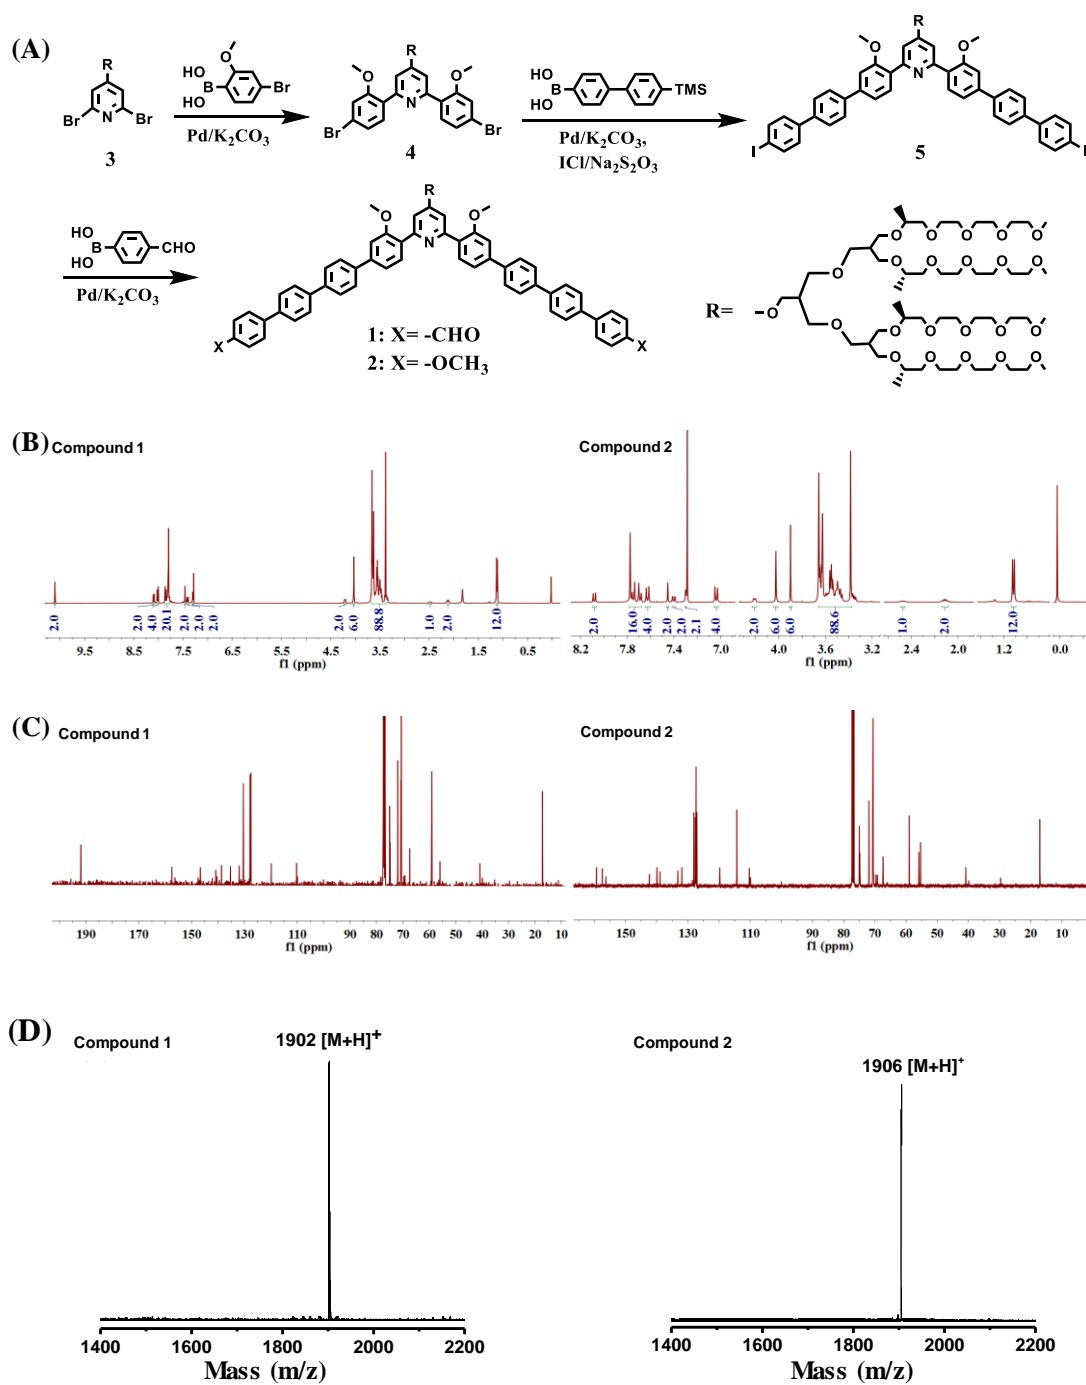 (A)
R
Br
N
Br
3
OH
HO
B
O
Br
Pd/K2CO3
R
O
O
N
Br
Br
4
HO
B
HO
TMS
Pd/K2CO3,
ICl/Na2S2O3
R
O
O
N
I
I
5
HO
B
HO
CHO
Pd/K2CO3
R
O
O
N
X
X
1: X= -CHO
2: X= -OCH3
R=
O
O
O
O O O O O
O O O O O
O O O O O
O O O O O
(B)
Compound 1
2.0 2.0 4.0 20.1 2.0 2.0 2.0 2.0 6.0 88.8 1.0 2.0 12.0
9.5 8.5 7.5 6.5 5.5 4.5 3.5 2.5 1.5 0.5
f1 (ppm)
Compound 2
2.0 16.0 4.0 2.0 2.0 2.1 4.0 2.0 6.0 6.0 88.6 1.0 2.0 12.0
8.2 7.8 7.4 7.0 4.0 3.6 3.2 2.4 2.0 1.2 0.0
f1 (ppm)
(C)
Compound 1
190 170 150 130 110 90 80 70 60 50 40 30 20 10
f1 (ppm)
Compound 2
150 130 110 90 80 70 60 50 40 30 20 10
f1 (ppm)
(D)
Compound 1
1902 [M+H]+
1400 1600 1800 2000 2200
Mass (m/z)
Compound 2
1906 [M+H]+
1400 1600 1800 2000 2200
Mass (m/z)